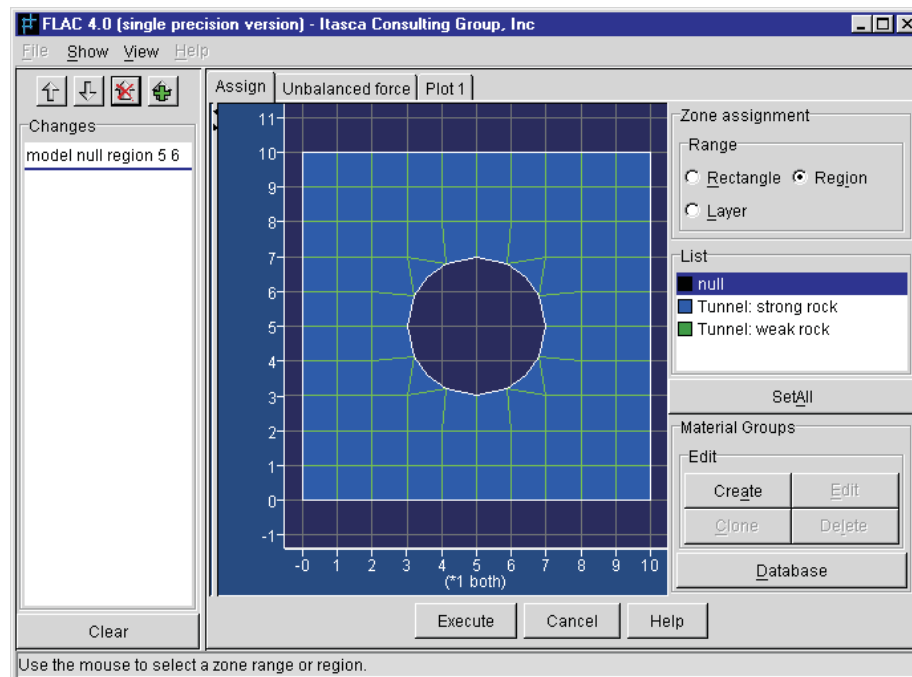 FLAC 4.0 (single precision version) - Itasca Consulting Group, Inc
File Show View Help
Changes
model null region 5 6
Clear
Assign Unbalanced force Plot 1
11
10
9
8
7
6
5
4
3
2
1
0
-1
-0 1 2 3 4 5 6 7 8 9 10
(*1 both)
Zone assignment
Range
Rectangle Region
Layer
List
null
Tunnel: strong rock
Tunnel: weak rock
SetAll
Material Groups
Edit
Create Edit
Clone Delete
Database
Execute Cancel Help
Use the mouse to select a zone range or region.